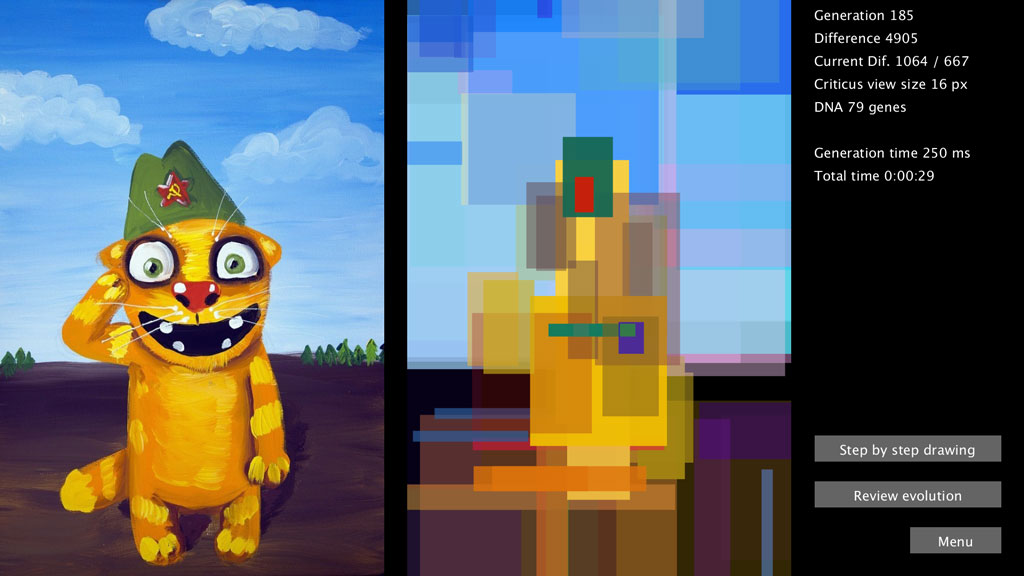 Generation 185
Difference 4905
Current Dif. 1064 / 667
Criticus view size 16 px
DNA 79 genes
Generation time 250 ms
Total time 0:00:29
Step by step drawing
Review evolution
Menu